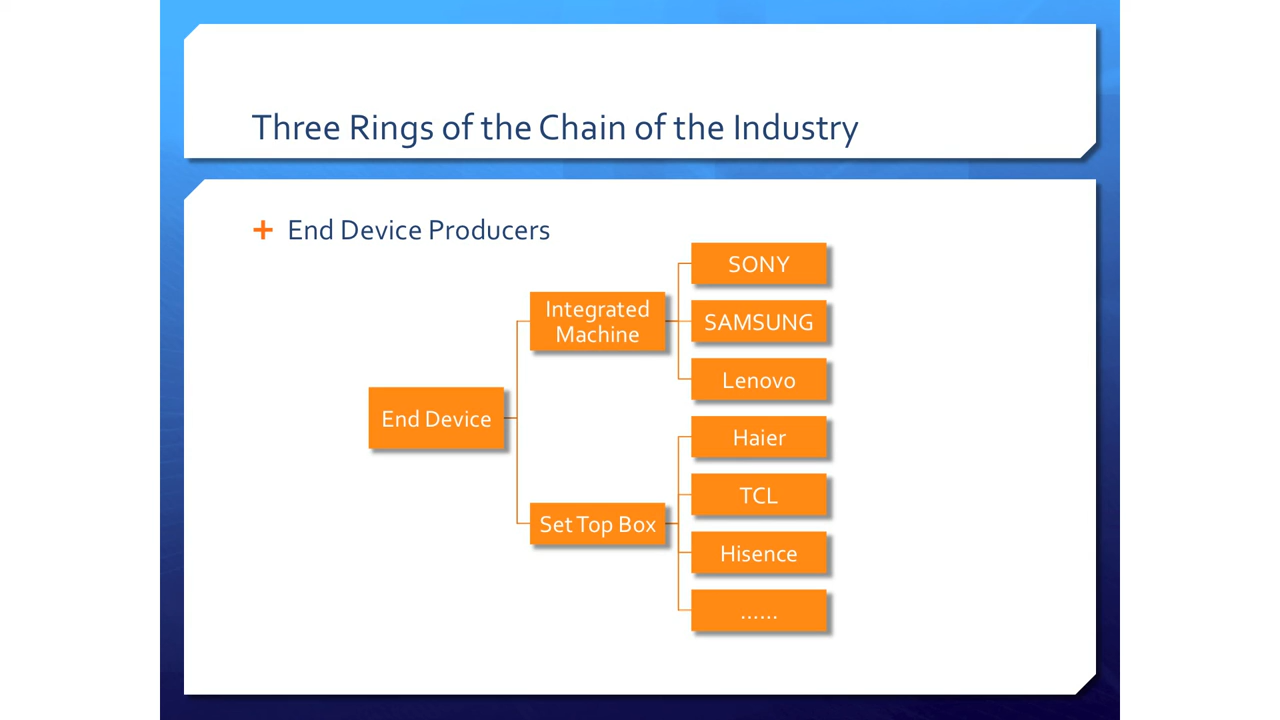 Three Rings of the Chain of the Industry
+ End Device Producers
End Device
Integrated
Machine
SONY
SAMSUNG
Lenovo
Set Top Box
Haier
TCL
Hisence
......